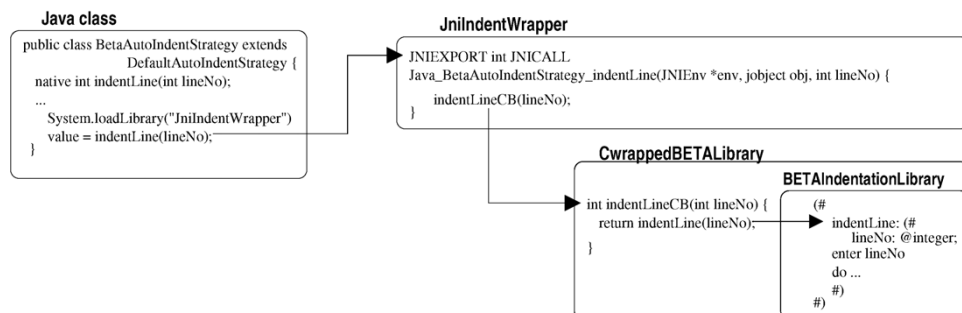 Java class
public class BetaAutoIndentStrategy extends
DefaultAutoIndentStrategy {
native int indentLine(int lineNo);
...
System.loadLibrary("JniIndentWrapper")
value = indentLine(lineNo);
}
JniIndentWrapper
JNIEXPORT int JNICALL
Java_BetaAutoIndentStrategy_indentLine(JNIEnv *env, jobject obj, int lineNo) {
indentLineCB(lineNo);
}
CwrappedBETALibrary
int indentLineCB(int lineNo) {
return indentLine(lineNo);
}
BETAIndentationLibrary
(#
indentLine: (#
lineNo: @integer;
enter lineNo
do ...
#)
#)